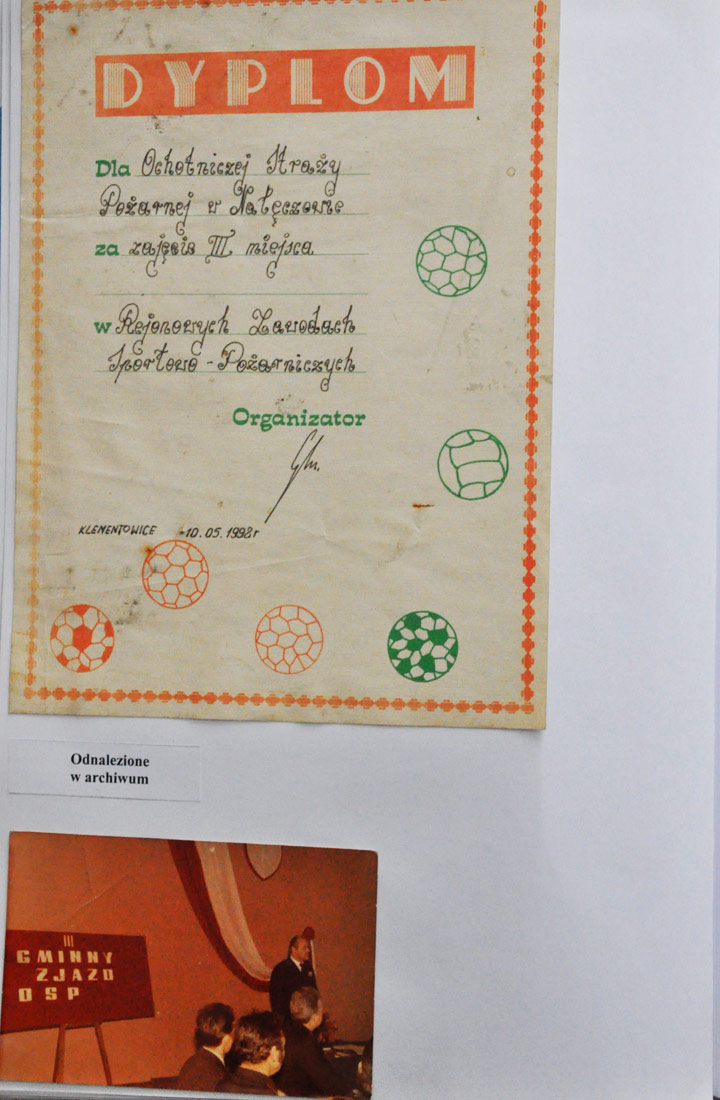 DYPLOM
Dla Ochotniczej Straży
Pożarnej w Nałęczowie
za zajęcie III miejsca
w Rejonowych Zawodach
Sportowo - Pożarniczych
Organizator
KLEMENTOWICE -10.05.1992r
Odnalezione
w archiwum
III
GMINNY
ZJAZD
OSP